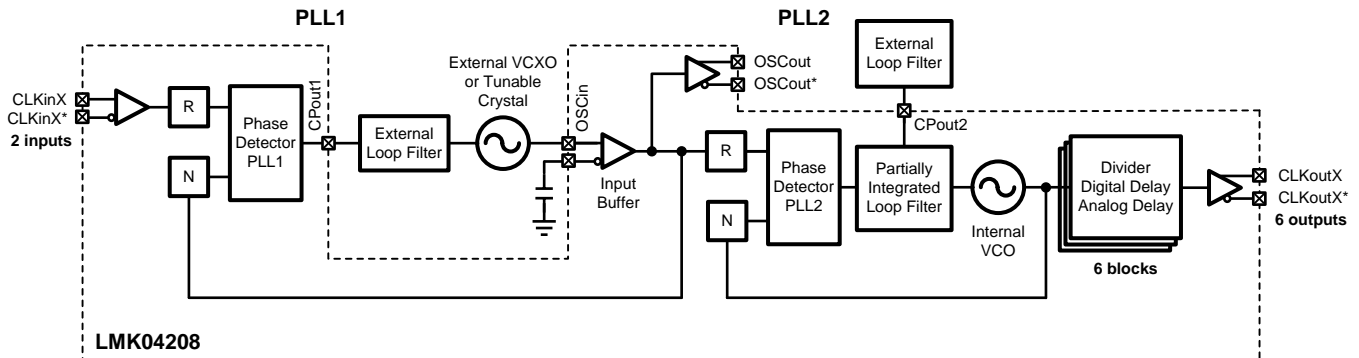 PLL1
PLL2
CLKinX
CLKinX*
2 inputs
R
N
Phase
Detector
PLL1
CPout1
External
Loop Filter
External VCXO
or Tunable
Crystal
OSCin
Input
Buffer
OSCout
OSCout*
R
N
Phase
Detector
PLL2
External
Loop Filter
CPout2
Partially
Integrated
Loop Filter
Internal
VCO
Divider
Digital Delay
Analog Delay
6 blocks
CLKoutX
CLKoutX*
6 outputs
LMK04208